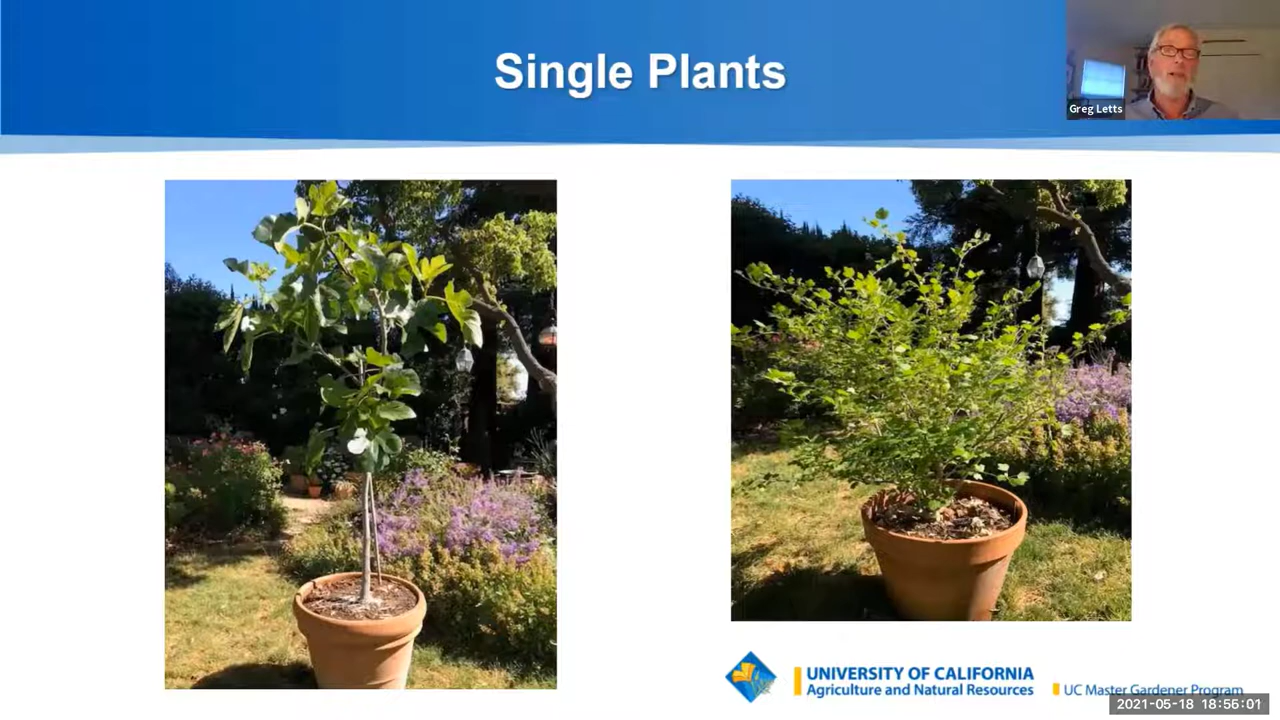 Single Plants
Greg Letts
UNIVERSITY OF CALIFORNIA
Agriculture and Natural Resources
UC Master Gardener Program
2021-05-18 18:56:01